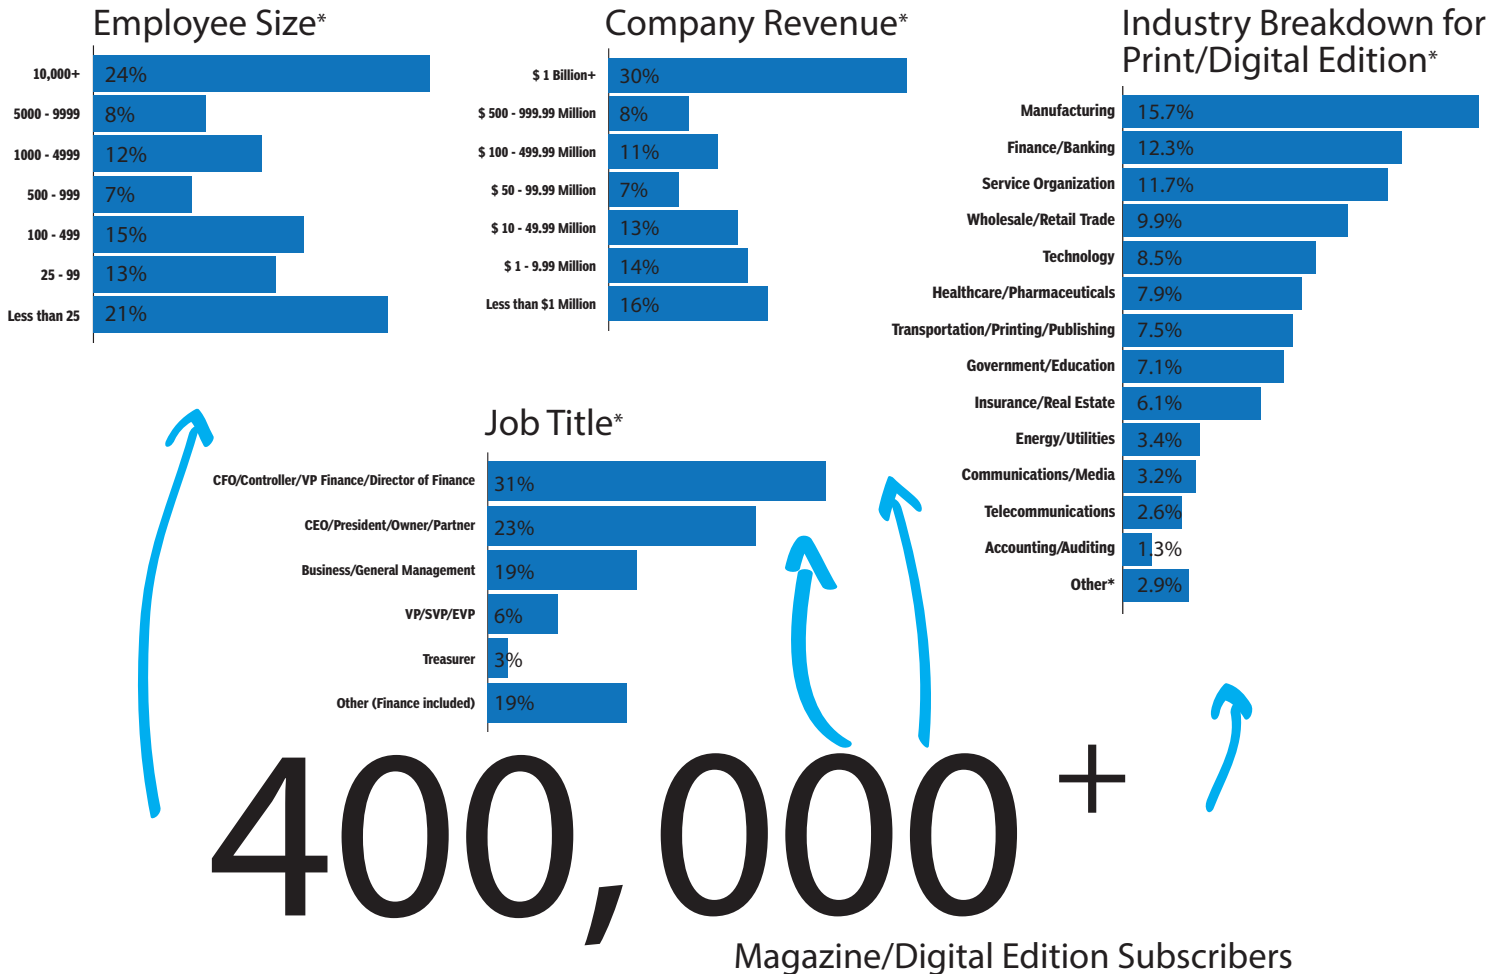 Employee Size*
10,000+ 24%
5000 - 9999 8%
1000 - 4999 12%
500 - 999 7%
100 - 499 15%
25 - 99 13%
Less than 25 21%
Company Revenue*
$ 1 Billion+ 30%
$ 500 - 999.99 Million 8%
$ 100 - 499.99 Million 11%
$ 50 - 99.99 Million 7%
$ 10 - 49.99 Million 13%
$ 1 - 9.99 Million 14%
Less than $1 Million 16%
Industry Breakdown for
Print/Digital Edition*
Manufacturing 15.7%
Finance/Banking 12.3%
Service Organization 11.7%
Wholesale/Retail Trade 9.9%
Technology 8.5%
Healthcare/Pharmaceuticals 7.9%
Transportation/Printing/Publishing 7.5%
Government/Education 7.1%
Insurance/Real Estate 6.1%
Energy/Utilities 3.4%
Communications/Media 3.2%
Telecommunications 2.6%
Accounting/Auditing 1.3%
Other* 2.9%
Job Title*
CFO/Controller/VP Finance/Director of Finance 31%
CEO/President/Owner/Partner 23%
Business/General Management 19%
VP/SVP/EVP 6%
Treasurer 3%
Other (Finance included) 19%
400,000+
Magazine/Digital Edition Subscribers